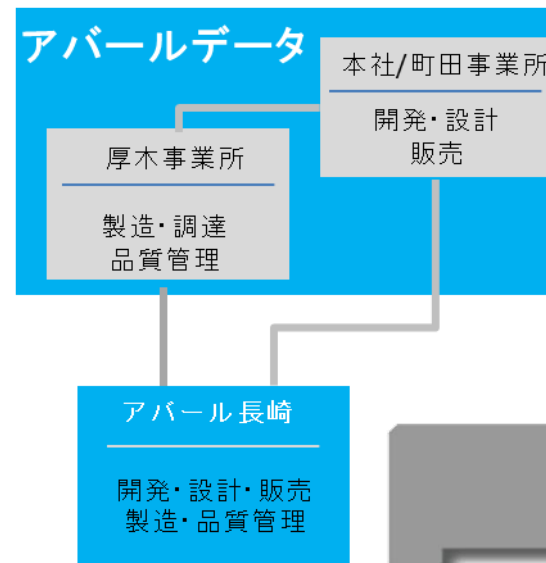 アバールデータ
本社/町田事業所
開発・設計
販売
厚木事業所
製造・調達
品質管理
アバール長崎
開発・設計・販売
製造・品質管理